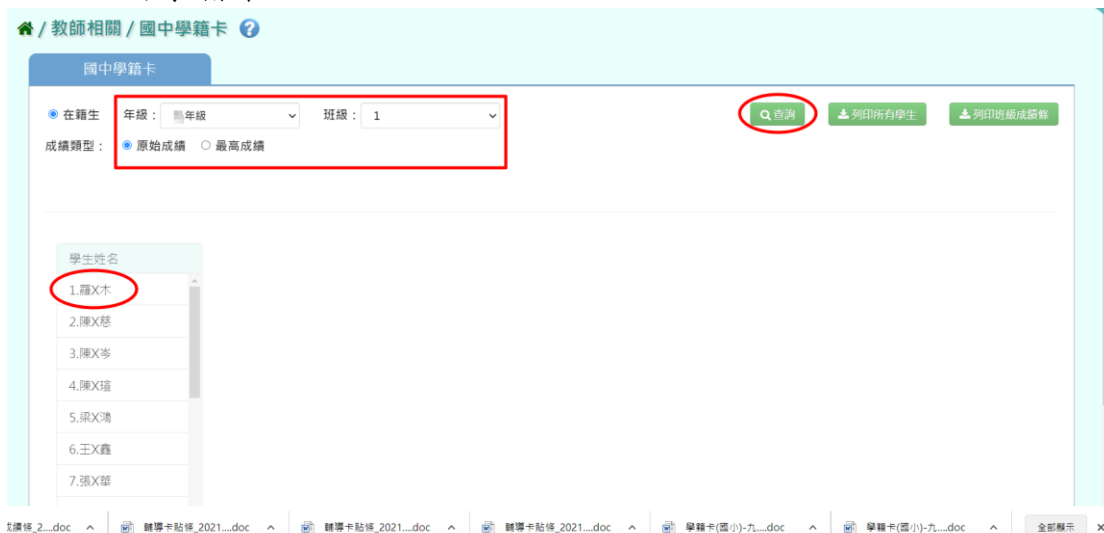 / 教師相關 / 國中學籍卡 ?
國中學籍卡
在籍生 年級： 年級 班級： 1 查詢 列印所有學生 列印班級成績條
成績類型： 原始成績 最高成績
學生姓名
1.羅X木
2.陳X慈
3.陳X岑
4.陳X瑄
5.梁X鴻
6.王X鑫
7.張X華
績條_2....doc 輔導卡貼條_2021....doc 輔導卡貼條_2021....doc 輔導卡貼條_2021....doc 學籍卡(國小)-九....doc 學籍卡(國小)-九....doc 全部顯示 ×